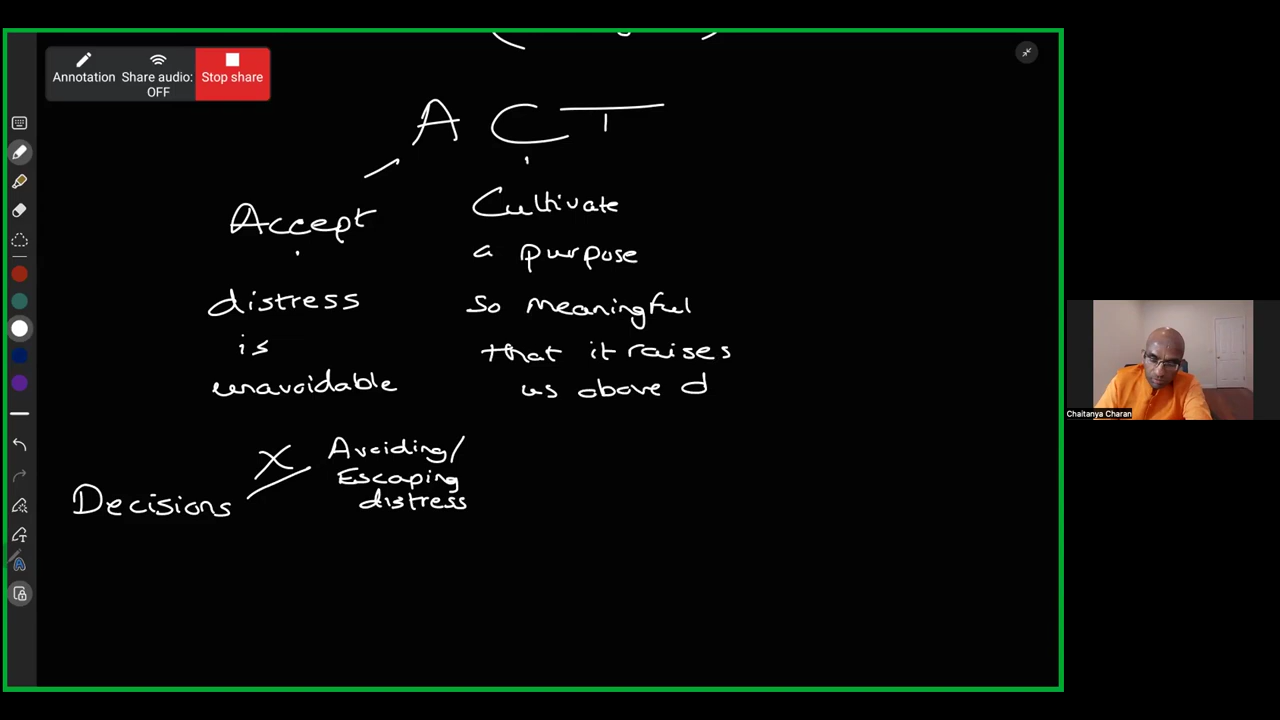 Annotation
Share audio:
OFF
Stop share
A C T
Accept
distress
is
unavoidable
Cultivate
a purpose
so meaningful
that it raises
us above d
Decisions
X
Avoiding/
Escaping
distress
Chaitanya Charan